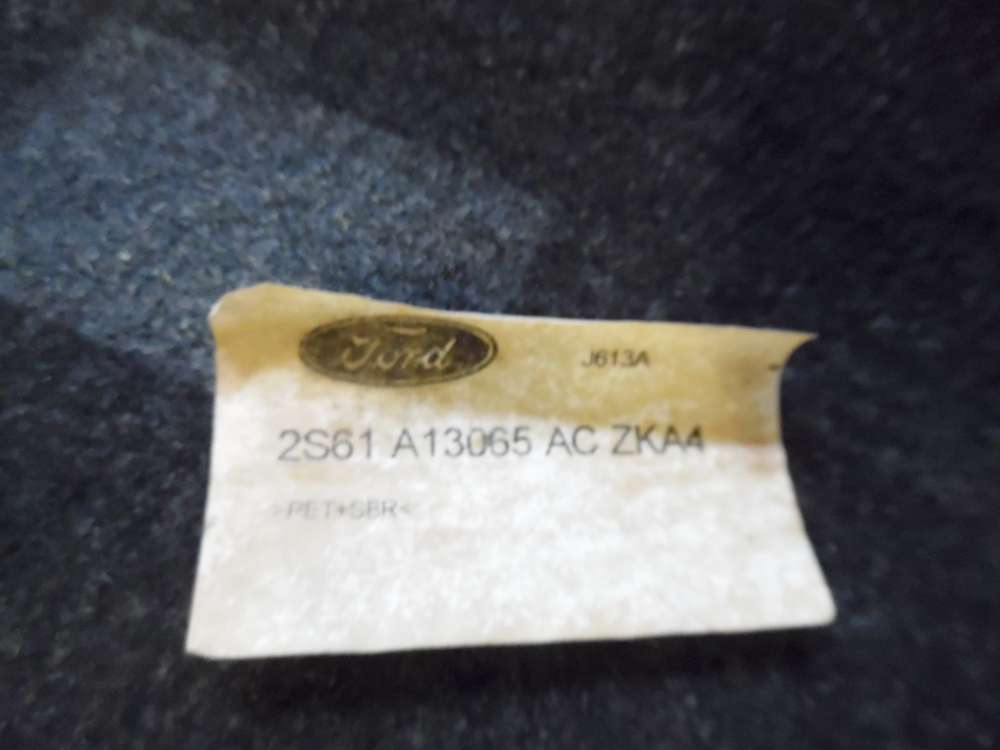 Ford
J613A
2S61 A13065 AC ZKA4
>PET+SBR<